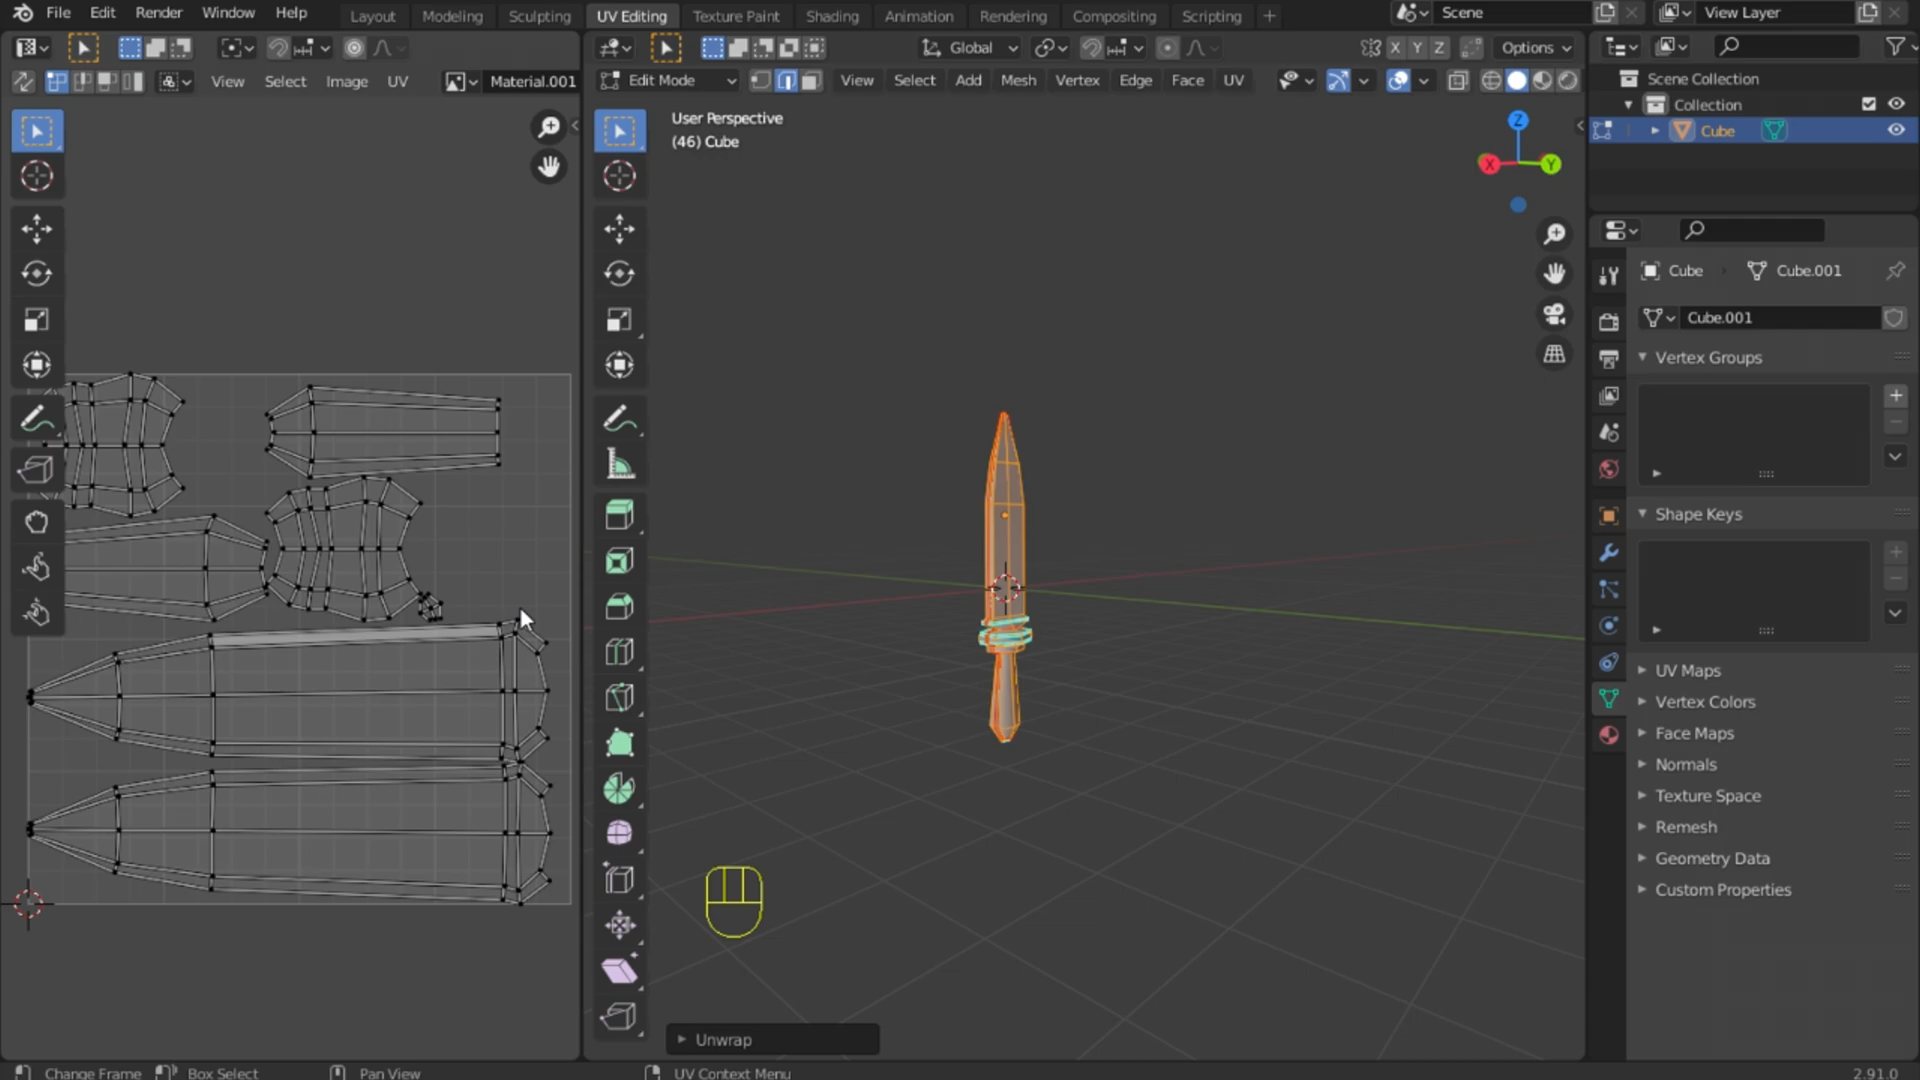 File Edit Render Window Help Layout Modeling Sculpting UV Editing Texture Paint Shading Animation Rendering Compositing Scripting + Scene View Layer
Global X Y Z Options
View Select Image UV Material.001 Edit Mode View Select Add Mesh Vertex Edge Face UV
Scene Collection
Collection
Cube
User Perspective
(46) Cube
Z
X Y
Cube Cube.001
Cube.001
Vertex Groups
Shape Keys
UV Maps
Vertex Colors
Face Maps
Normals
Texture Space
Remesh
Geometry Data
Custom Properties
Unwrap
Change Frame Box Select Pan View UV Context Menu 2.91.0